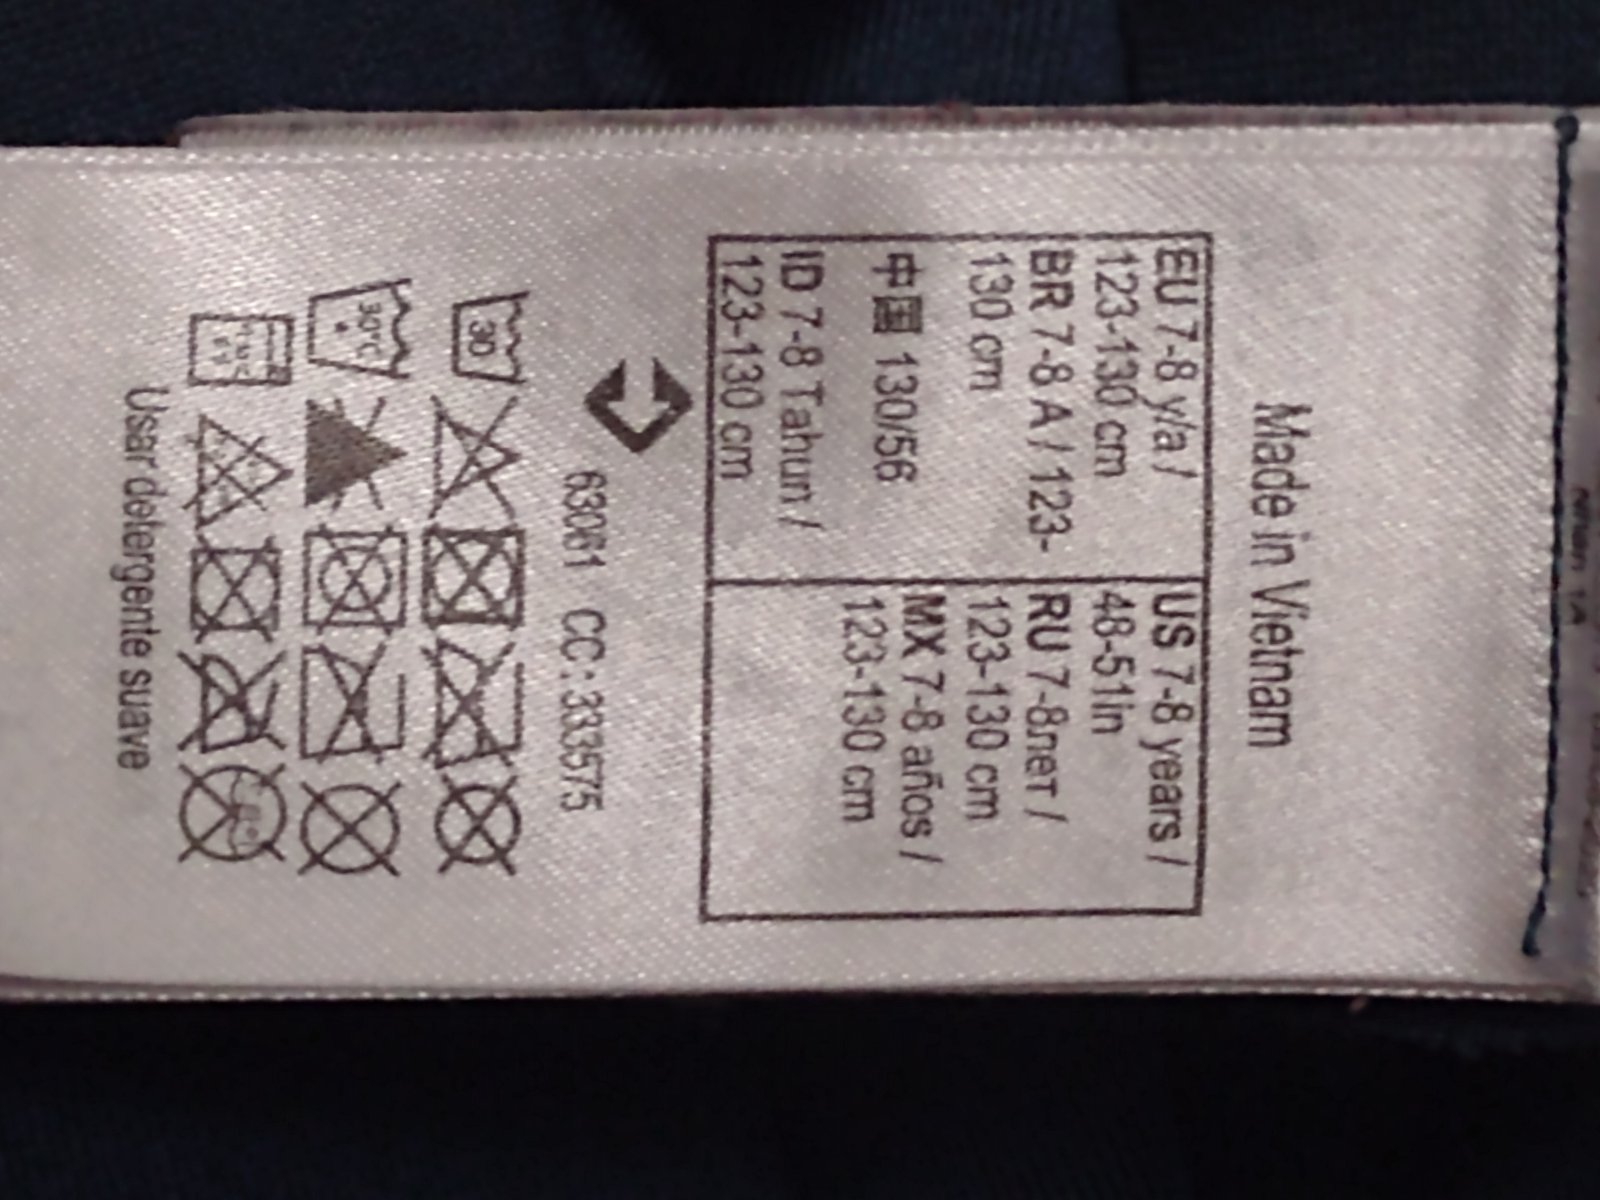 Made in Vietnam
EU 7-8 y/a /
123-130 cm
BR 7-8 A / 123-
130 cm
中国 130/56
ID 7-8 Tahun /
123-130 cm
US 7-8 years /
48-51in
RU 7-8лет /
123-130 cm
MX 7-8 años /
123-130 cm
63061 CC: 333575
30
30°C
Usar detergente suave